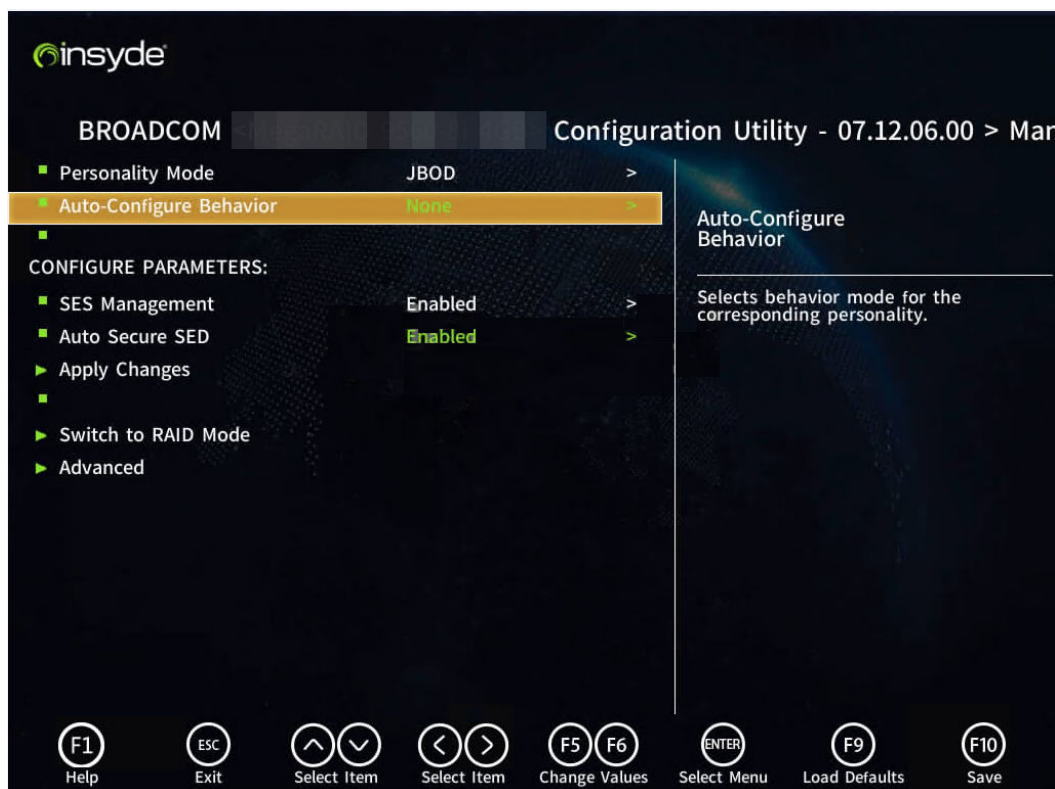 insyde
BROADCOM Configuration Utility - 07.12.06.00 > Mar
Personality Mode JBOD >
Auto-Configure Behavior None >
CONFIGURE PARAMETERS:
SES Management Enabled >
Auto Secure SED Enabled >
Apply Changes
Switch to RAID Mode
Advanced
Auto-Configure
Behavior
Selects behavior mode for the
corresponding personality.
F1 ESC F5 F6 ENTER F9 F10
Help Exit Select Item Select Item Change Values Select Menu Load Defaults Save